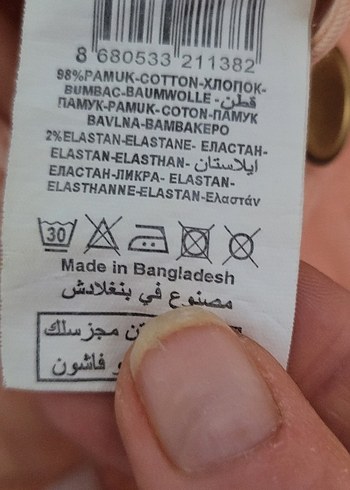 8 680533 211382
98%PAMUK-COTTON-ХЛОПОК-
BUMBAC-BAUMWOLLE - قطن-
ПАМУК-PAMUK-COTON-ПАМУК
BAVLNA-BAMBAKEPO
2%ELASTAN-ELASTANE- ЕЛАСТАН-
ELASTAN-ELASTHAN- ايلاستان
ЕЛАСТАН-ЛИКРА- ELASTAN-
ELASTHANNE-ELASTAN-Ελαστάν
30
Made in Bangladesh
مصنوع في بنغلادش
مجزسلك
و فاشون